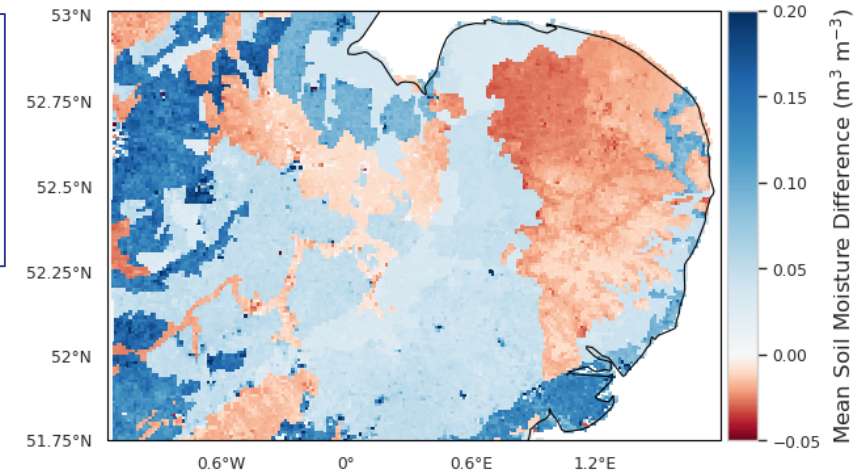 53°N
52.75°N
52.5°N
52.25°N
52°N
51.75°N
0.6°W
0°
0.6°E
1.2°E
0.20
0.15
0.10
0.05
0.00
−0.05
Mean Soil Moisture Difference (m³ m⁻³)